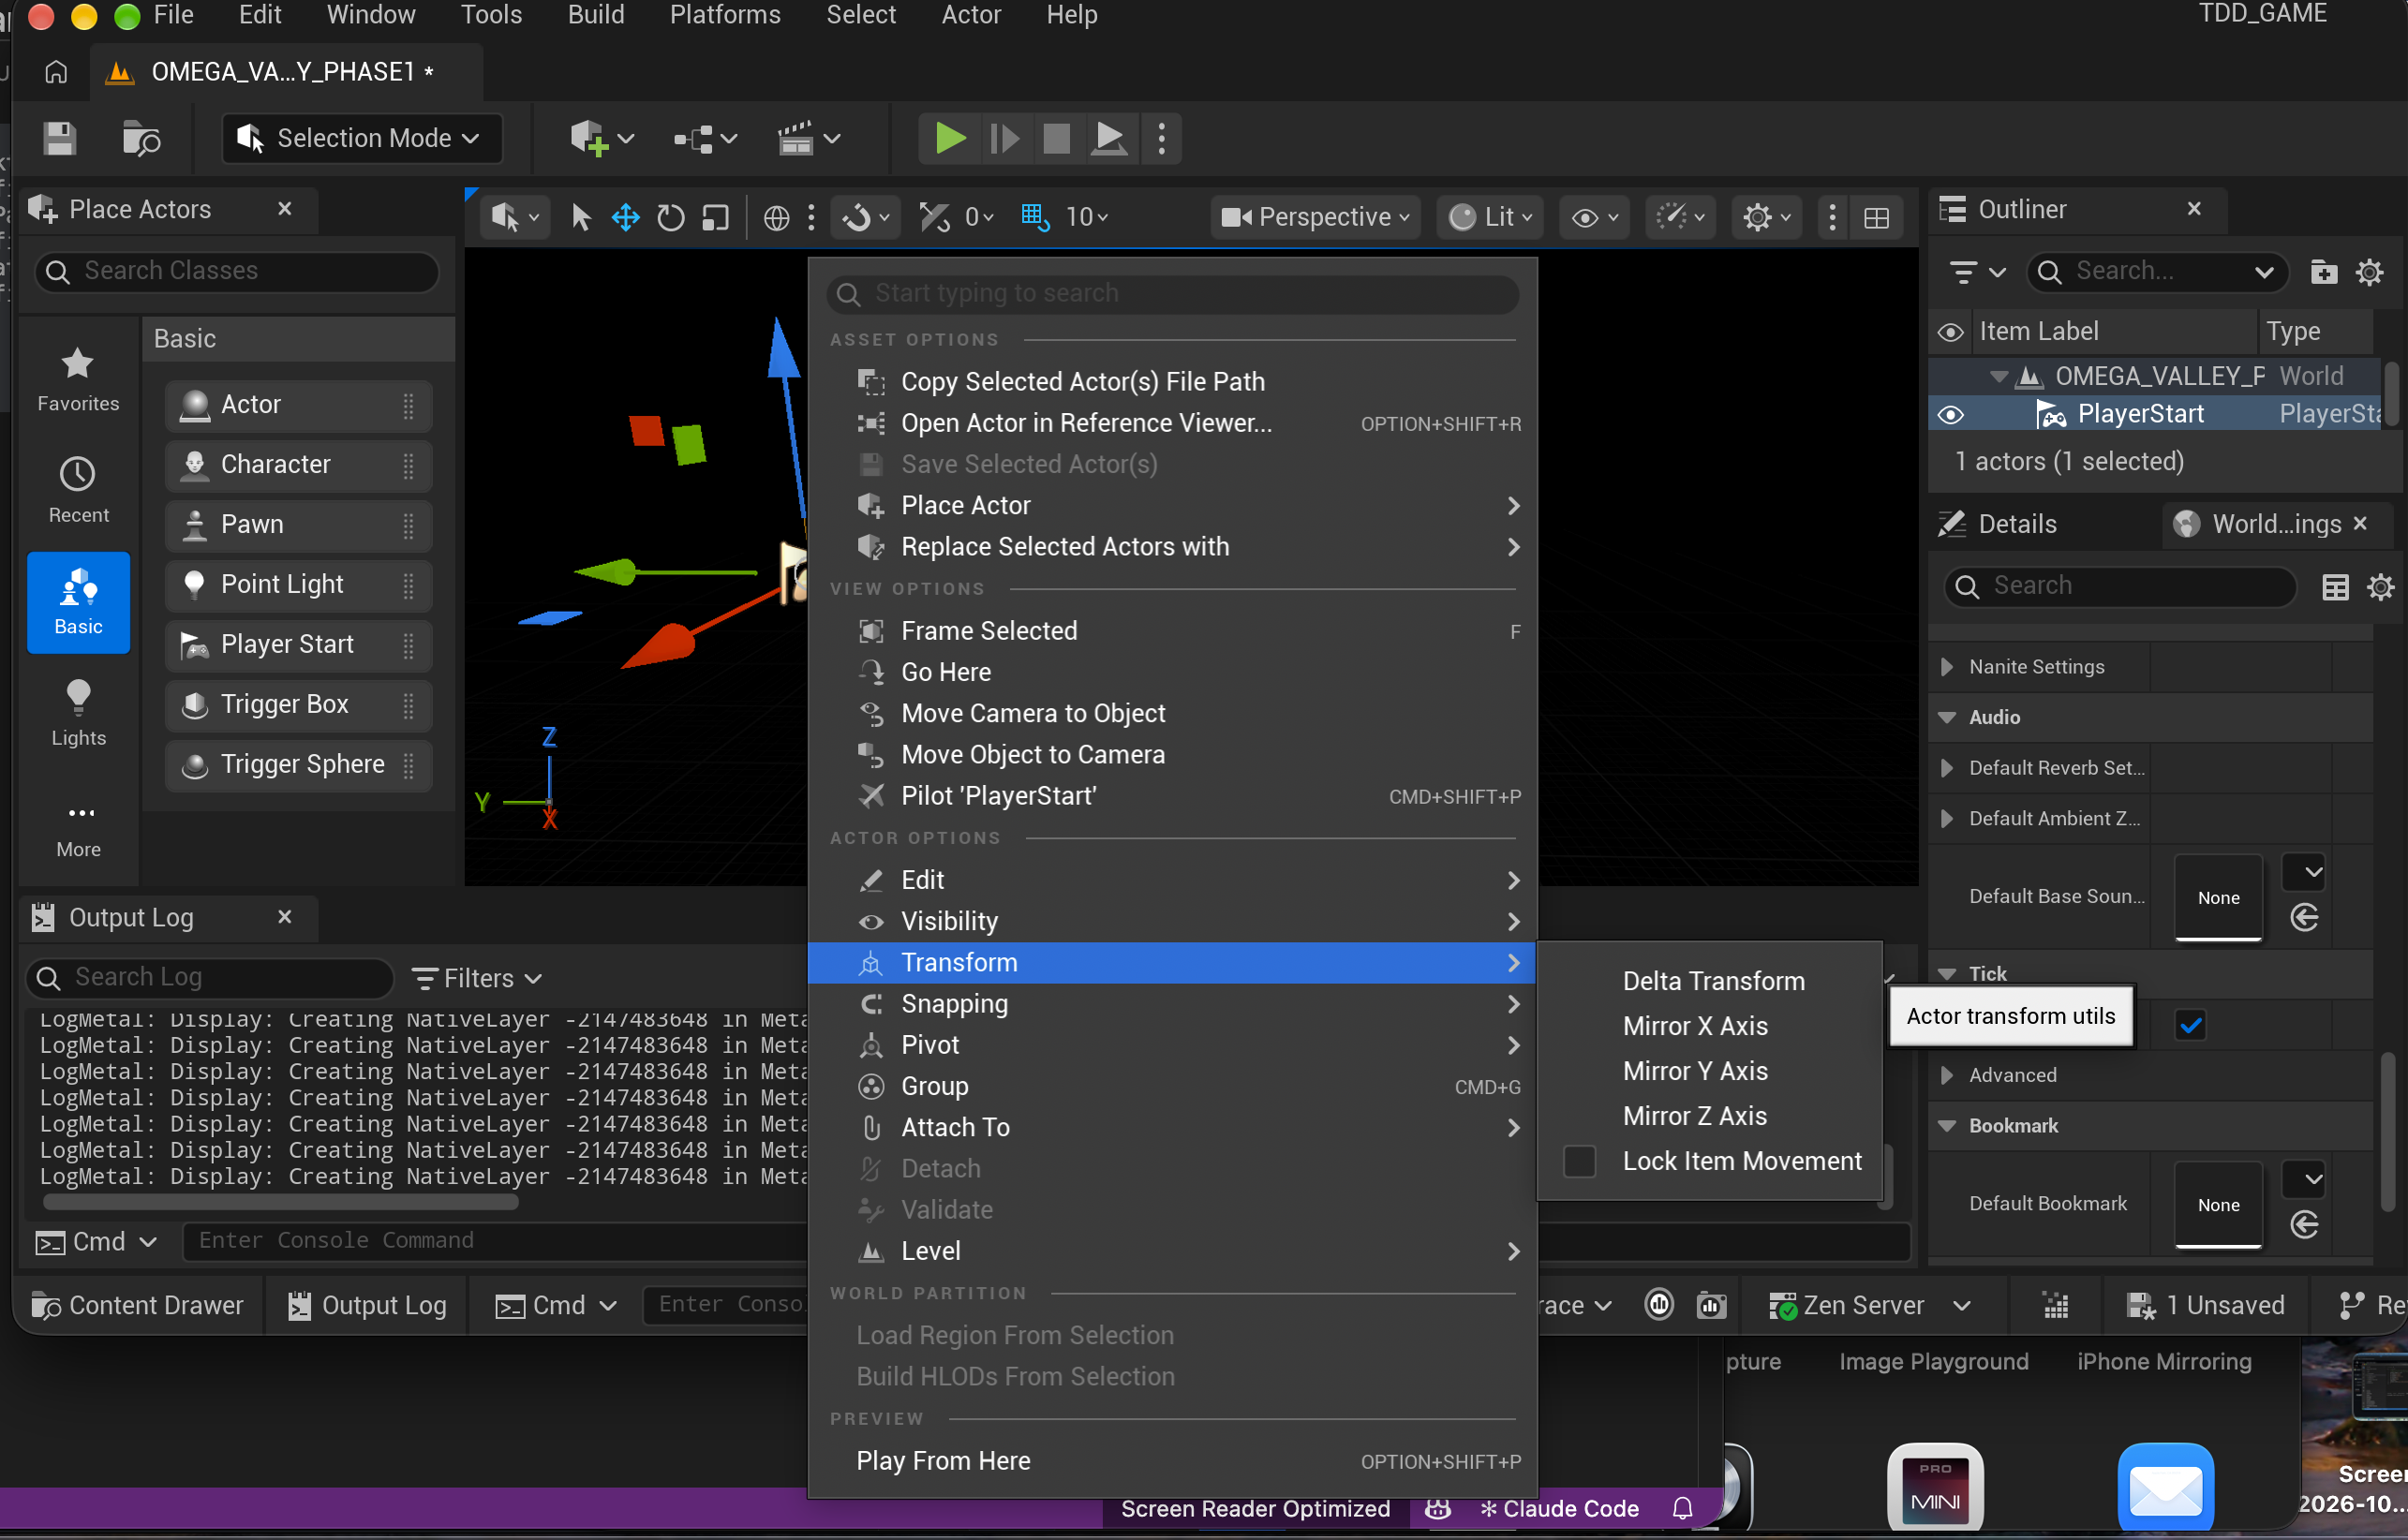 File Edit Window Tools Build Platforms Select Actor Help
TDD_GAME
OMEGA_VA...Y_PHASE1 *
Selection Mode
Place Actors
Search Classes
Favorites
Recent
Basic
Lights
More
Basic
Actor
Character
Pawn
Point Light
Player Start
Trigger Box
Trigger Sphere
0
10
Perspective
Lit
Z
Y
X
Start typing to search
ASSET OPTIONS
Copy Selected Actor(s) File Path
Open Actor in Reference Viewer... OPTION+SHIFT+R
Save Selected Actor(s)
Place Actor
Replace Selected Actors with
VIEW OPTIONS
Frame Selected F
Go Here
Move Camera to Object
Move Object to Camera
Pilot 'PlayerStart' CMD+SHIFT+P
ACTOR OPTIONS
Edit
Visibility
Transform
Snapping
Pivot
Group CMD+G
Attach To
Detach
Validate
Level
WORLD PARTITION
Load Region From Selection
Build HLODs From Selection
PREVIEW
Play From Here OPTION+SHIFT+P
Delta Transform
Mirror X Axis
Mirror Y Axis
Mirror Z Axis
Lock Item Movement
Actor transform utils
Outliner
Search...
Item Label Type
OMEGA_VALLEY_P World
PlayerStart PlayerSta
1 actors (1 selected)
Details
World...ings
Search
Nanite Settings
Audio
Default Reverb Set...
Default Ambient Z...
Default Base Soun... None
Tick
Advanced
Bookmark
Default Bookmark None
Output Log
Search Log Filters
LogMetal: Display: Creating NativeLayer -2147483648 in Meta
LogMetal: Display: Creating NativeLayer -2147483648 in Meta
LogMetal: Display: Creating NativeLayer -2147483648 in Meta
LogMetal: Display: Creating NativeLayer -2147483648 in Meta
LogMetal: Display: Creating NativeLayer -2147483648 in Meta
LogMetal: Display: Creating NativeLayer -2147483648 in Meta
LogMetal: Display: Creating NativeLayer -2147483648 in Meta
Cmd Enter Console Command
Content Drawer Output Log Cmd Enter Conso
race Zen Server 1 Unsaved Re
pture Image Playground iPhone Mirroring
PRO
MINI
Screen
2026-10...
Screen Reader Optimized Claude Code